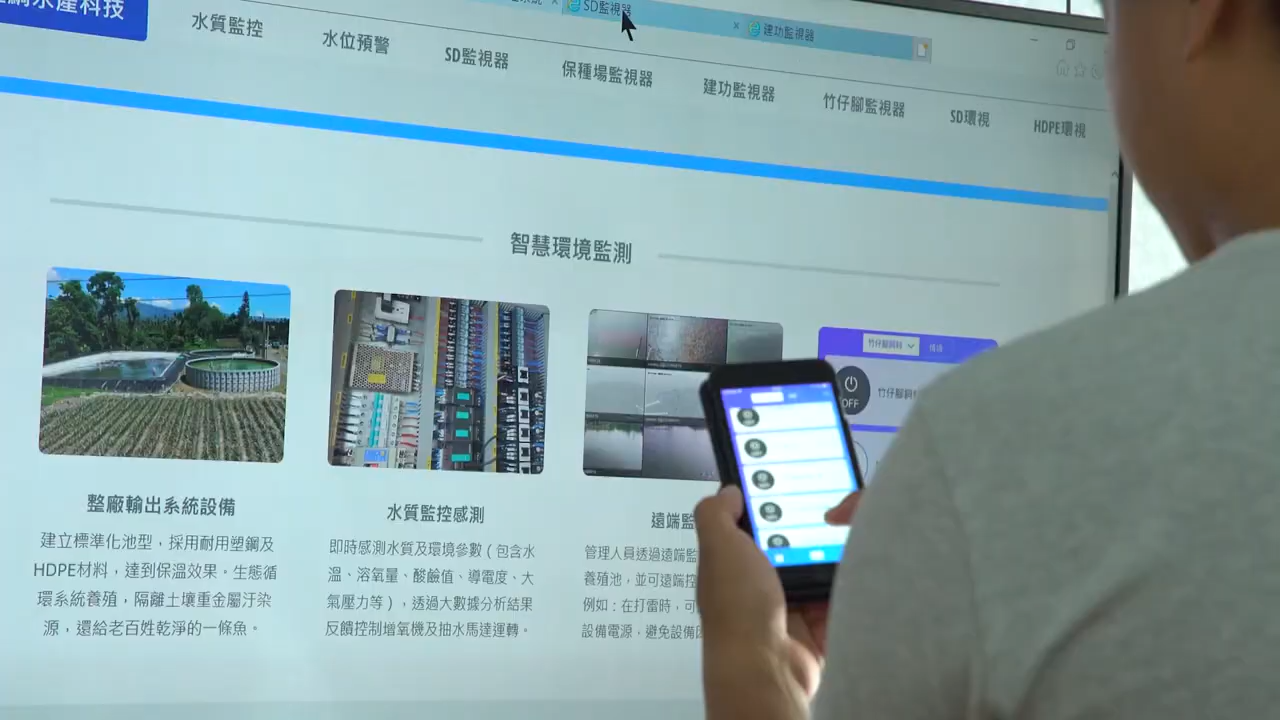 水產科技
SD監視器
建功監視器
水質監控
水位預警
SD監視器
保種場監視器
建功監視器
竹仔腳監視器
SD環視
HDPE環視
智慧環境監測
竹仔腳飼料
OFF
竹仔腳飼
整廠輸出系統設備
建立標準化池型，採用耐用塑鋼及
HDPE材料，達到保溫效果。生態循
環系統養殖，隔離土壤重金屬汙染
源，還給老百姓乾淨的一條魚。
水質監控感測
即時感測水質及環境參數（包含水
溫、溶氧量、酸鹼值、導電度、大
氣壓力等），透過大數據分析結果
反饋控制增氧機及抽水馬達運轉。
遠端監
管理人員透過遠端監
養殖池，並可遠端控
例如：在打雷時，可
設備電源，避免設備